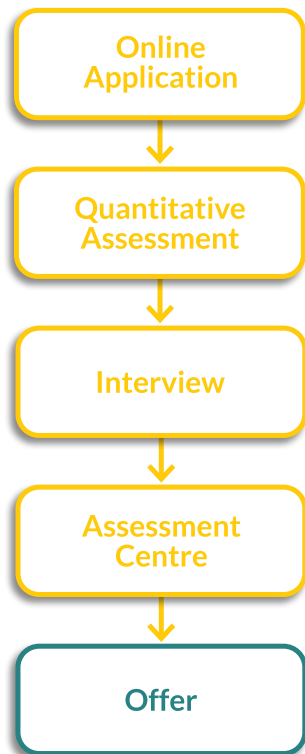 Online
Application
Quantitative
Assessment
Interview
Assessment
Centre
Offer